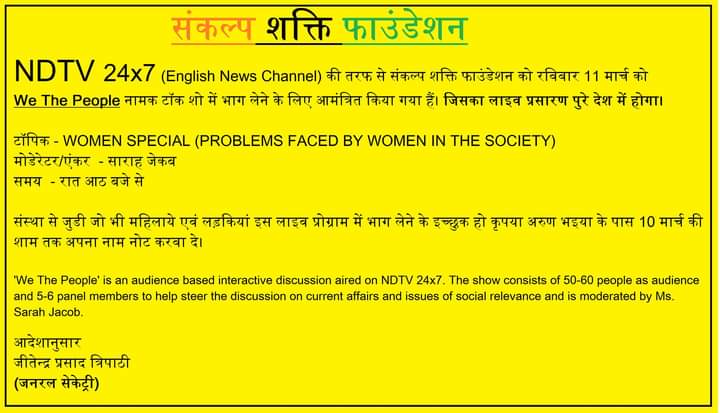 संकल्प शक्ति फाउंडेशन
NDTV 24x7 (English News Channel) की तरफ से संकल्प शक्ति फाउंडेशन को रविवार 11 मार्च को
We The People नामक टॉक शो में भाग लेने के लिए आमंत्रित किया गया हैं। जिसका लाइव प्रसारण पुरे देश में होगा।
टॉपिक - WOMEN SPECIAL (PROBLEMS FACED BY WOMEN IN THE SOCIETY)
मोडेरेटर/एंकर - साराह जेकब
समय - रात आठ बजे से
संस्था से जुडी जो भी महिलाये एवं लड़कियां इस लाइव प्रोग्राम में भाग लेने के इच्छुक हो कृपया अरुण भइया के पास 10 मार्च की
शाम तक अपना नाम नोट करवा दे।
'We The People' is an audience based interactive discussion aired on NDTV 24x7. The show consists of 50-60 people as audience
and 5-6 panel members to help steer the discussion on current affairs and issues of social relevance and is moderated by Ms.
Sarah Jacob.
आदेशानुसार
जीतेन्द्र प्रसाद त्रिपाठी
(जनरल सेकेट्री)